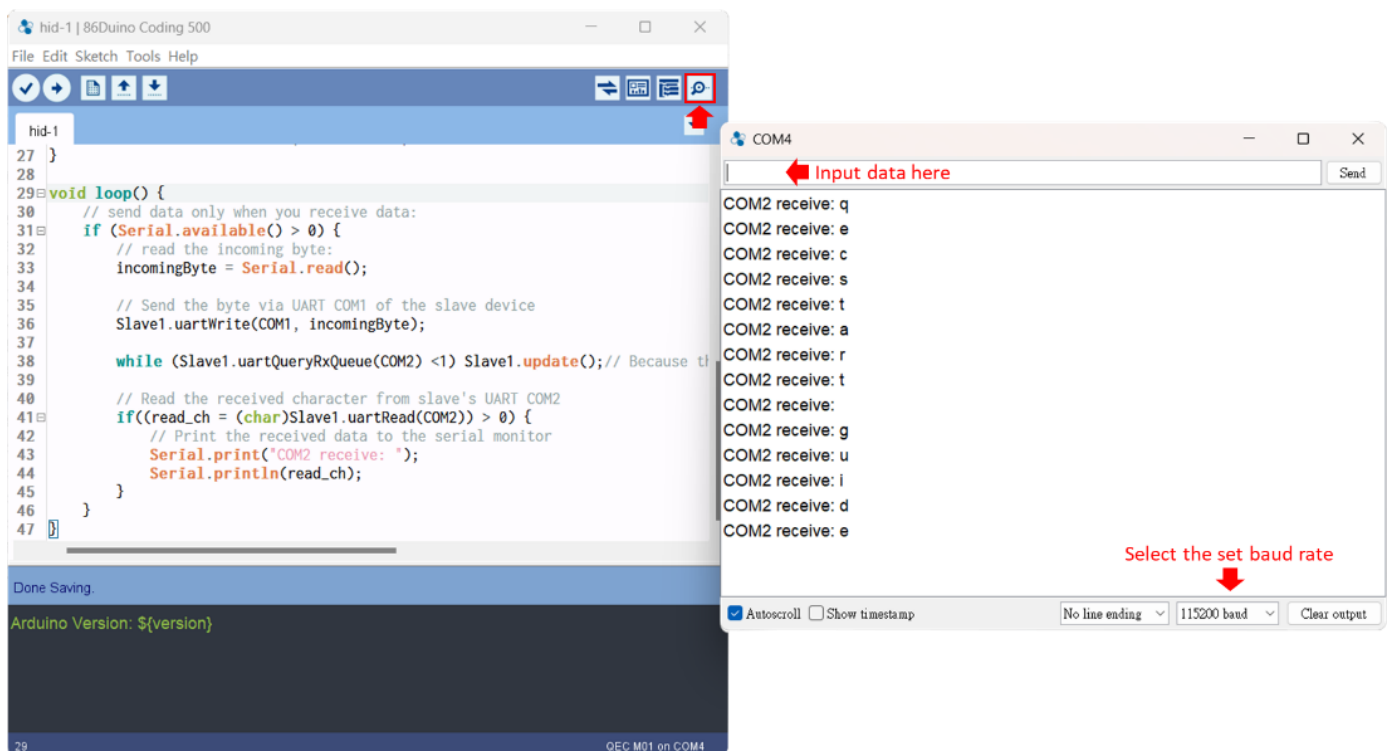 hid-1 | 86Duino Coding 500
File Edit Sketch Tools Help
hid-1
27 }
28
29 void loop() {
30 // send data only when you receive data:
31 if (Serial.available() > 0) {
32 // read the incoming byte:
33 incomingByte = Serial.read();
34
35 // Send the byte via UART COM1 of the slave device
36 Slave1.uartWrite(COM1, incomingByte);
37
38 while (Slave1.uartQueryRxQueue(COM2) <1) Slave1.update();// Because
39
40 // Read the received character from slave's UART COM2
41 if((read_ch = (char)Slave1.uartRead(COM2)) > 0) {
42 // Print the received data to the serial monitor
43 Serial.print("COM2 receive: ");
44 Serial.println(read_ch);
45 }
46 }
47 }
Done Saving.
Arduino Version: ${version}
29
QEC M01 on COM4
COM4
Input data here
Send
COM2 receive: q
COM2 receive: e
COM2 receive: c
COM2 receive: s
COM2 receive: t
COM2 receive: a
COM2 receive: r
COM2 receive: t
COM2 receive:
COM2 receive: g
COM2 receive: u
COM2 receive: i
COM2 receive: d
COM2 receive: e
Select the set baud rate
Autoscroll Show timestamp
No line ending
115200 baud
Clear output